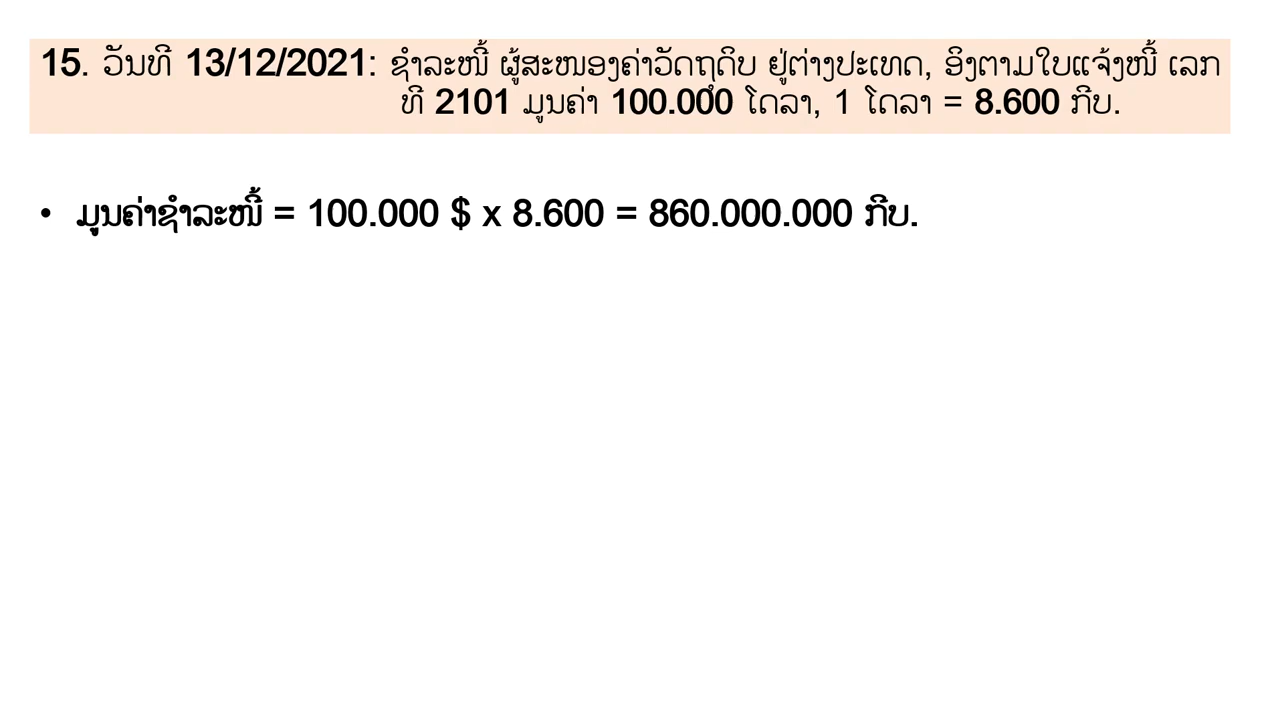 15. ວັນທີ 13/12/2021: ຊຳລະໜີ້ ຜູ້ສະໜອງຄ່າວັດຖຸດິບ ຢູ່ຕ່າງປະເທດ, ອິງຕາມໃບແຈ້ງໜີ້ ເລກ
ທີ 2101 ມູນຄ່າ 100.000 ໂດລາ, 1 ໂດລາ = 8.600 ກີບ.
• ມູນຄ່າຊຳລະໜີ້ = 100.000 $ x 8.600 = 860.000.000 ກີບ.